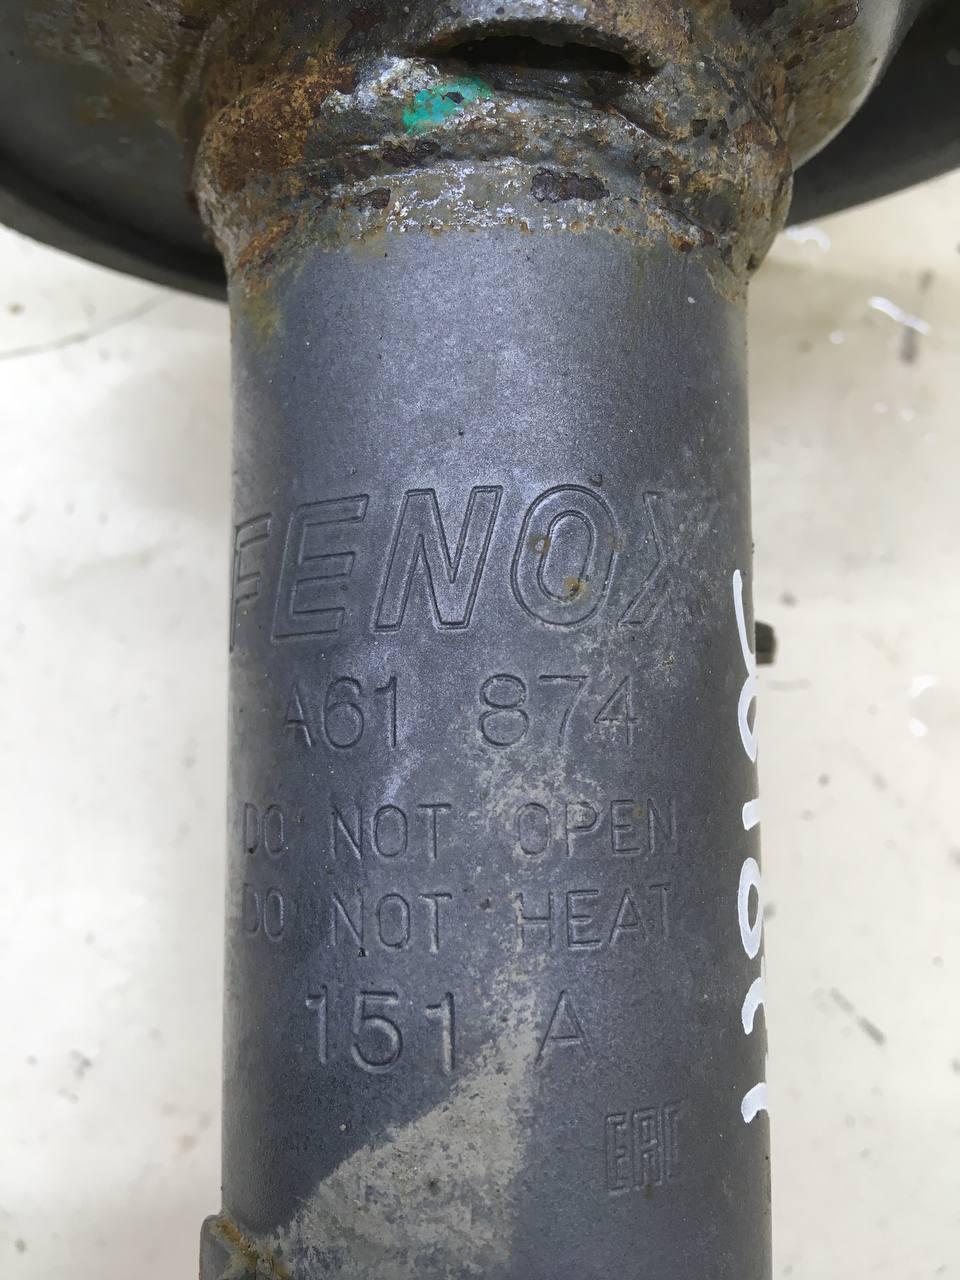 FENOX
A61 874
DO NOT OPEN
DO NOT HEAT
151 A
EAC